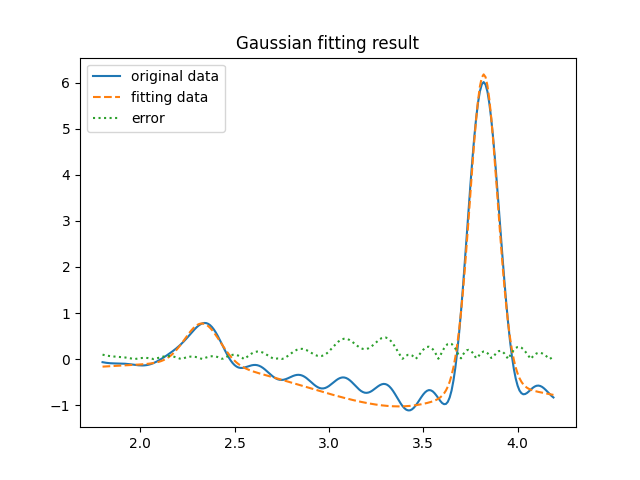 Gaussian fitting result
original data
fitting data
error
6
5
4
3
2
1
0
−1
2.0 2.5 3.0 3.5 4.0